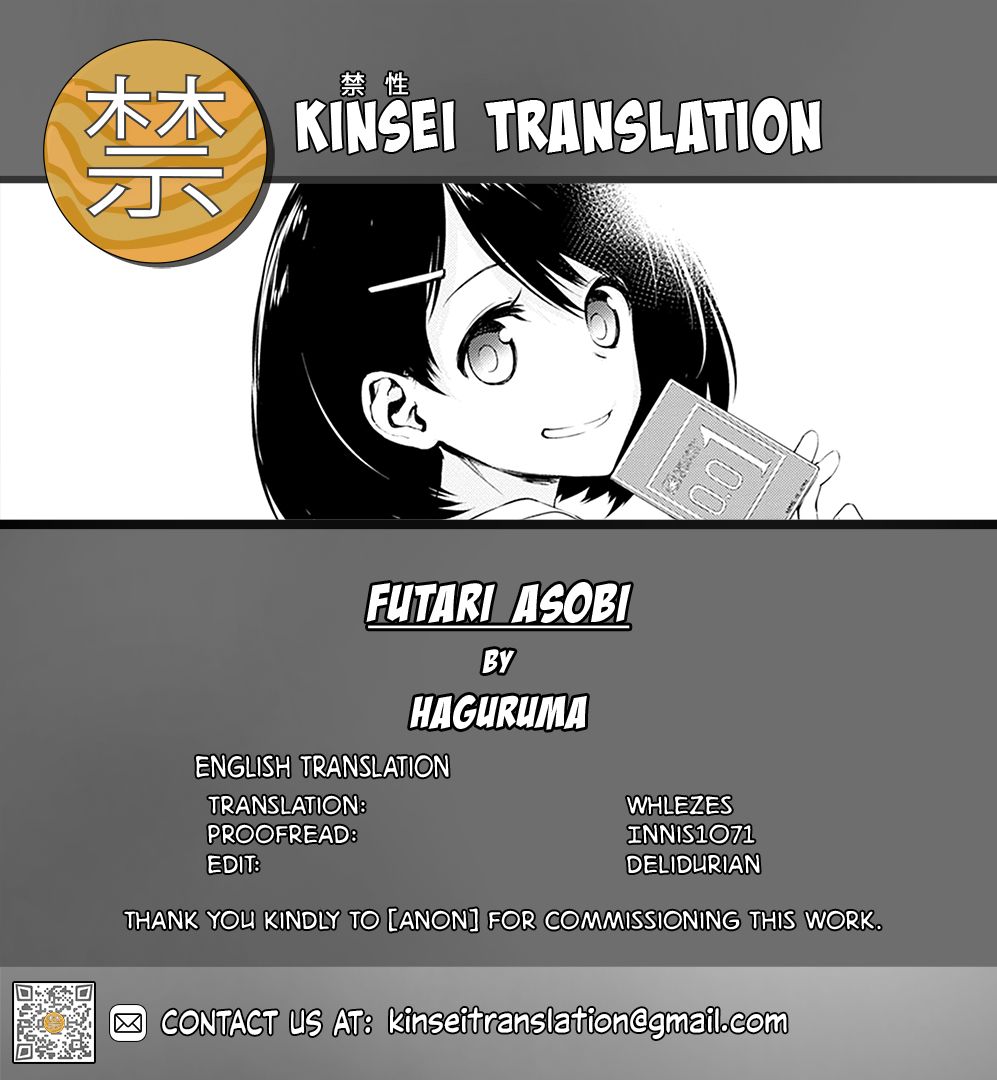 禁
禁性
KINSEI TRANSLATION
0.01
FUTARI ASOBI
BY
HAGURUMA
ENGLISH TRANSLATION
TRANSLATION: WHLEZES
PROOFREAD: INNIS1071
EDIT: DELIDURIAN
THANK YOU KINDLY TO [ANON] FOR COMMISSIONING THIS WORK.
CONTACT US AT: kinseitranslation@gmail.com